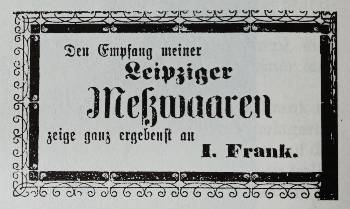 Den Empfang meiner
Leipziger
Meßwaaren
zeige ganz ergebenst an
I. Frank.